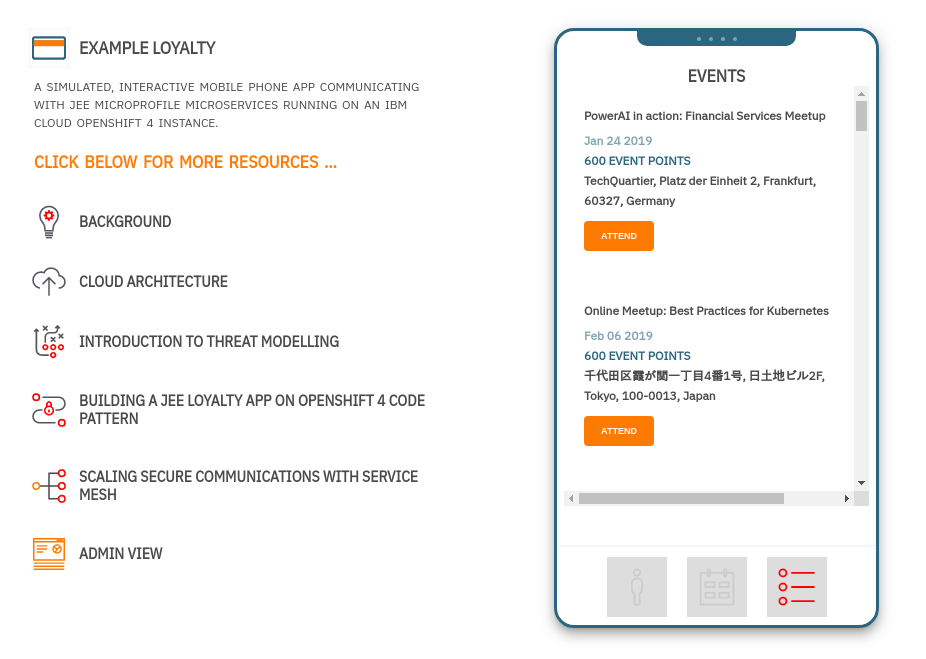 EXAMPLE LOYALTY
A SIMULATED, INTERACTIVE MOBILE PHONE APP COMMUNICATING
WITH JEE MICROPROFILE MICROSERVICES RUNNING ON AN IBM
CLOUD OPENSHIFT 4 INSTANCE.
CLICK BELOW FOR MORE RESOURCES ...
BACKGROUND
CLOUD ARCHITECTURE
INTRODUCTION TO THREAT MODELLING
BUILDING A JEE LOYALTY APP ON OPENSHIFT 4 CODE
PATTERN
SCALING SECURE COMMUNICATIONS WITH SERVICE
MESH
ADMIN VIEW
EVENTS
PowerAI in action: Financial Services Meetup
Jan 24 2019
600 EVENT POINTS
TechQuartier, Platz der Einheit 2, Frankfurt,
60327, Germany
ATTEND
Online Meetup: Best Practices for Kubernetes
Feb 06 2019
600 EVENT POINTS
千代田区霞が関一丁目4番1号, 日土地ビル2F,
Tokyo, 100-0013, Japan
ATTEND